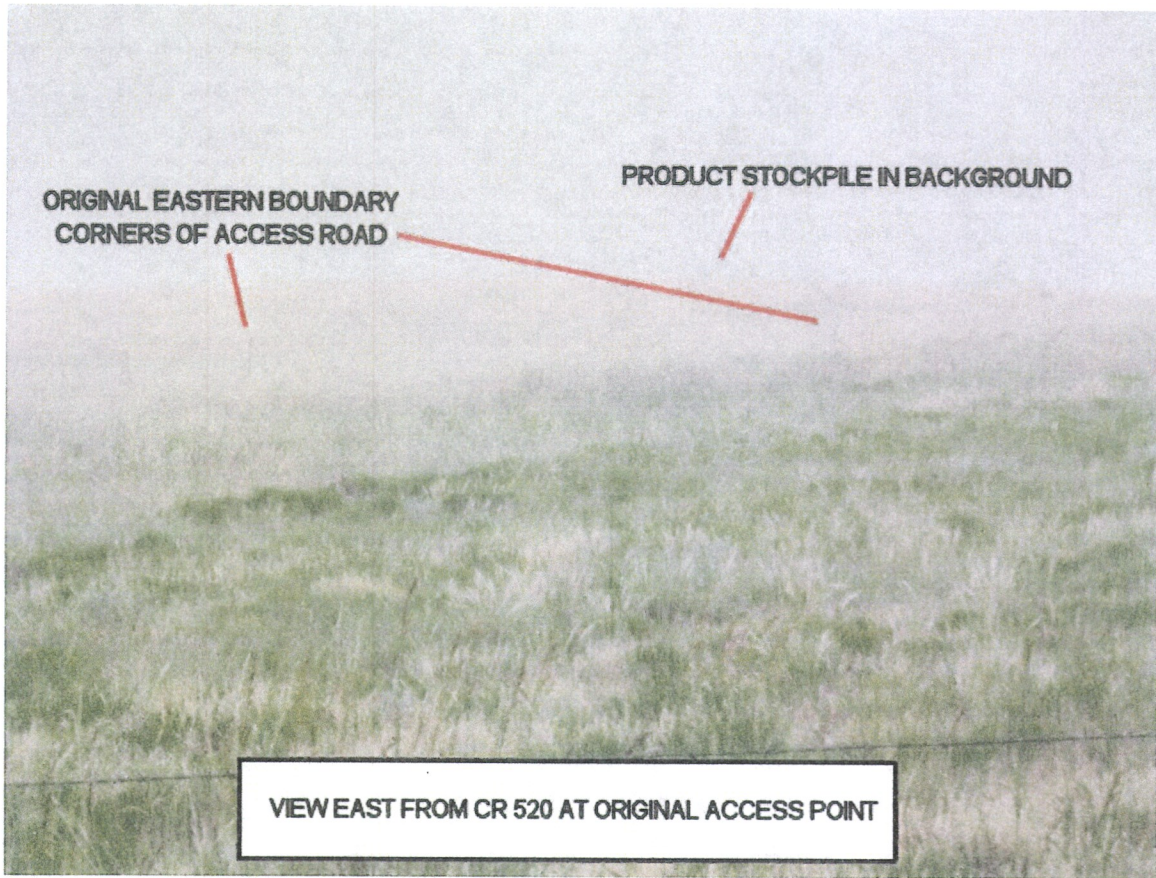 ORIGINAL EASTERN BOUNDARY
CORNERS OF ACCESS ROAD
PRODUCT STOCKPILE IN BACKGROUND
VIEW EAST FROM CR 520 AT ORIGINAL ACCESS POINT